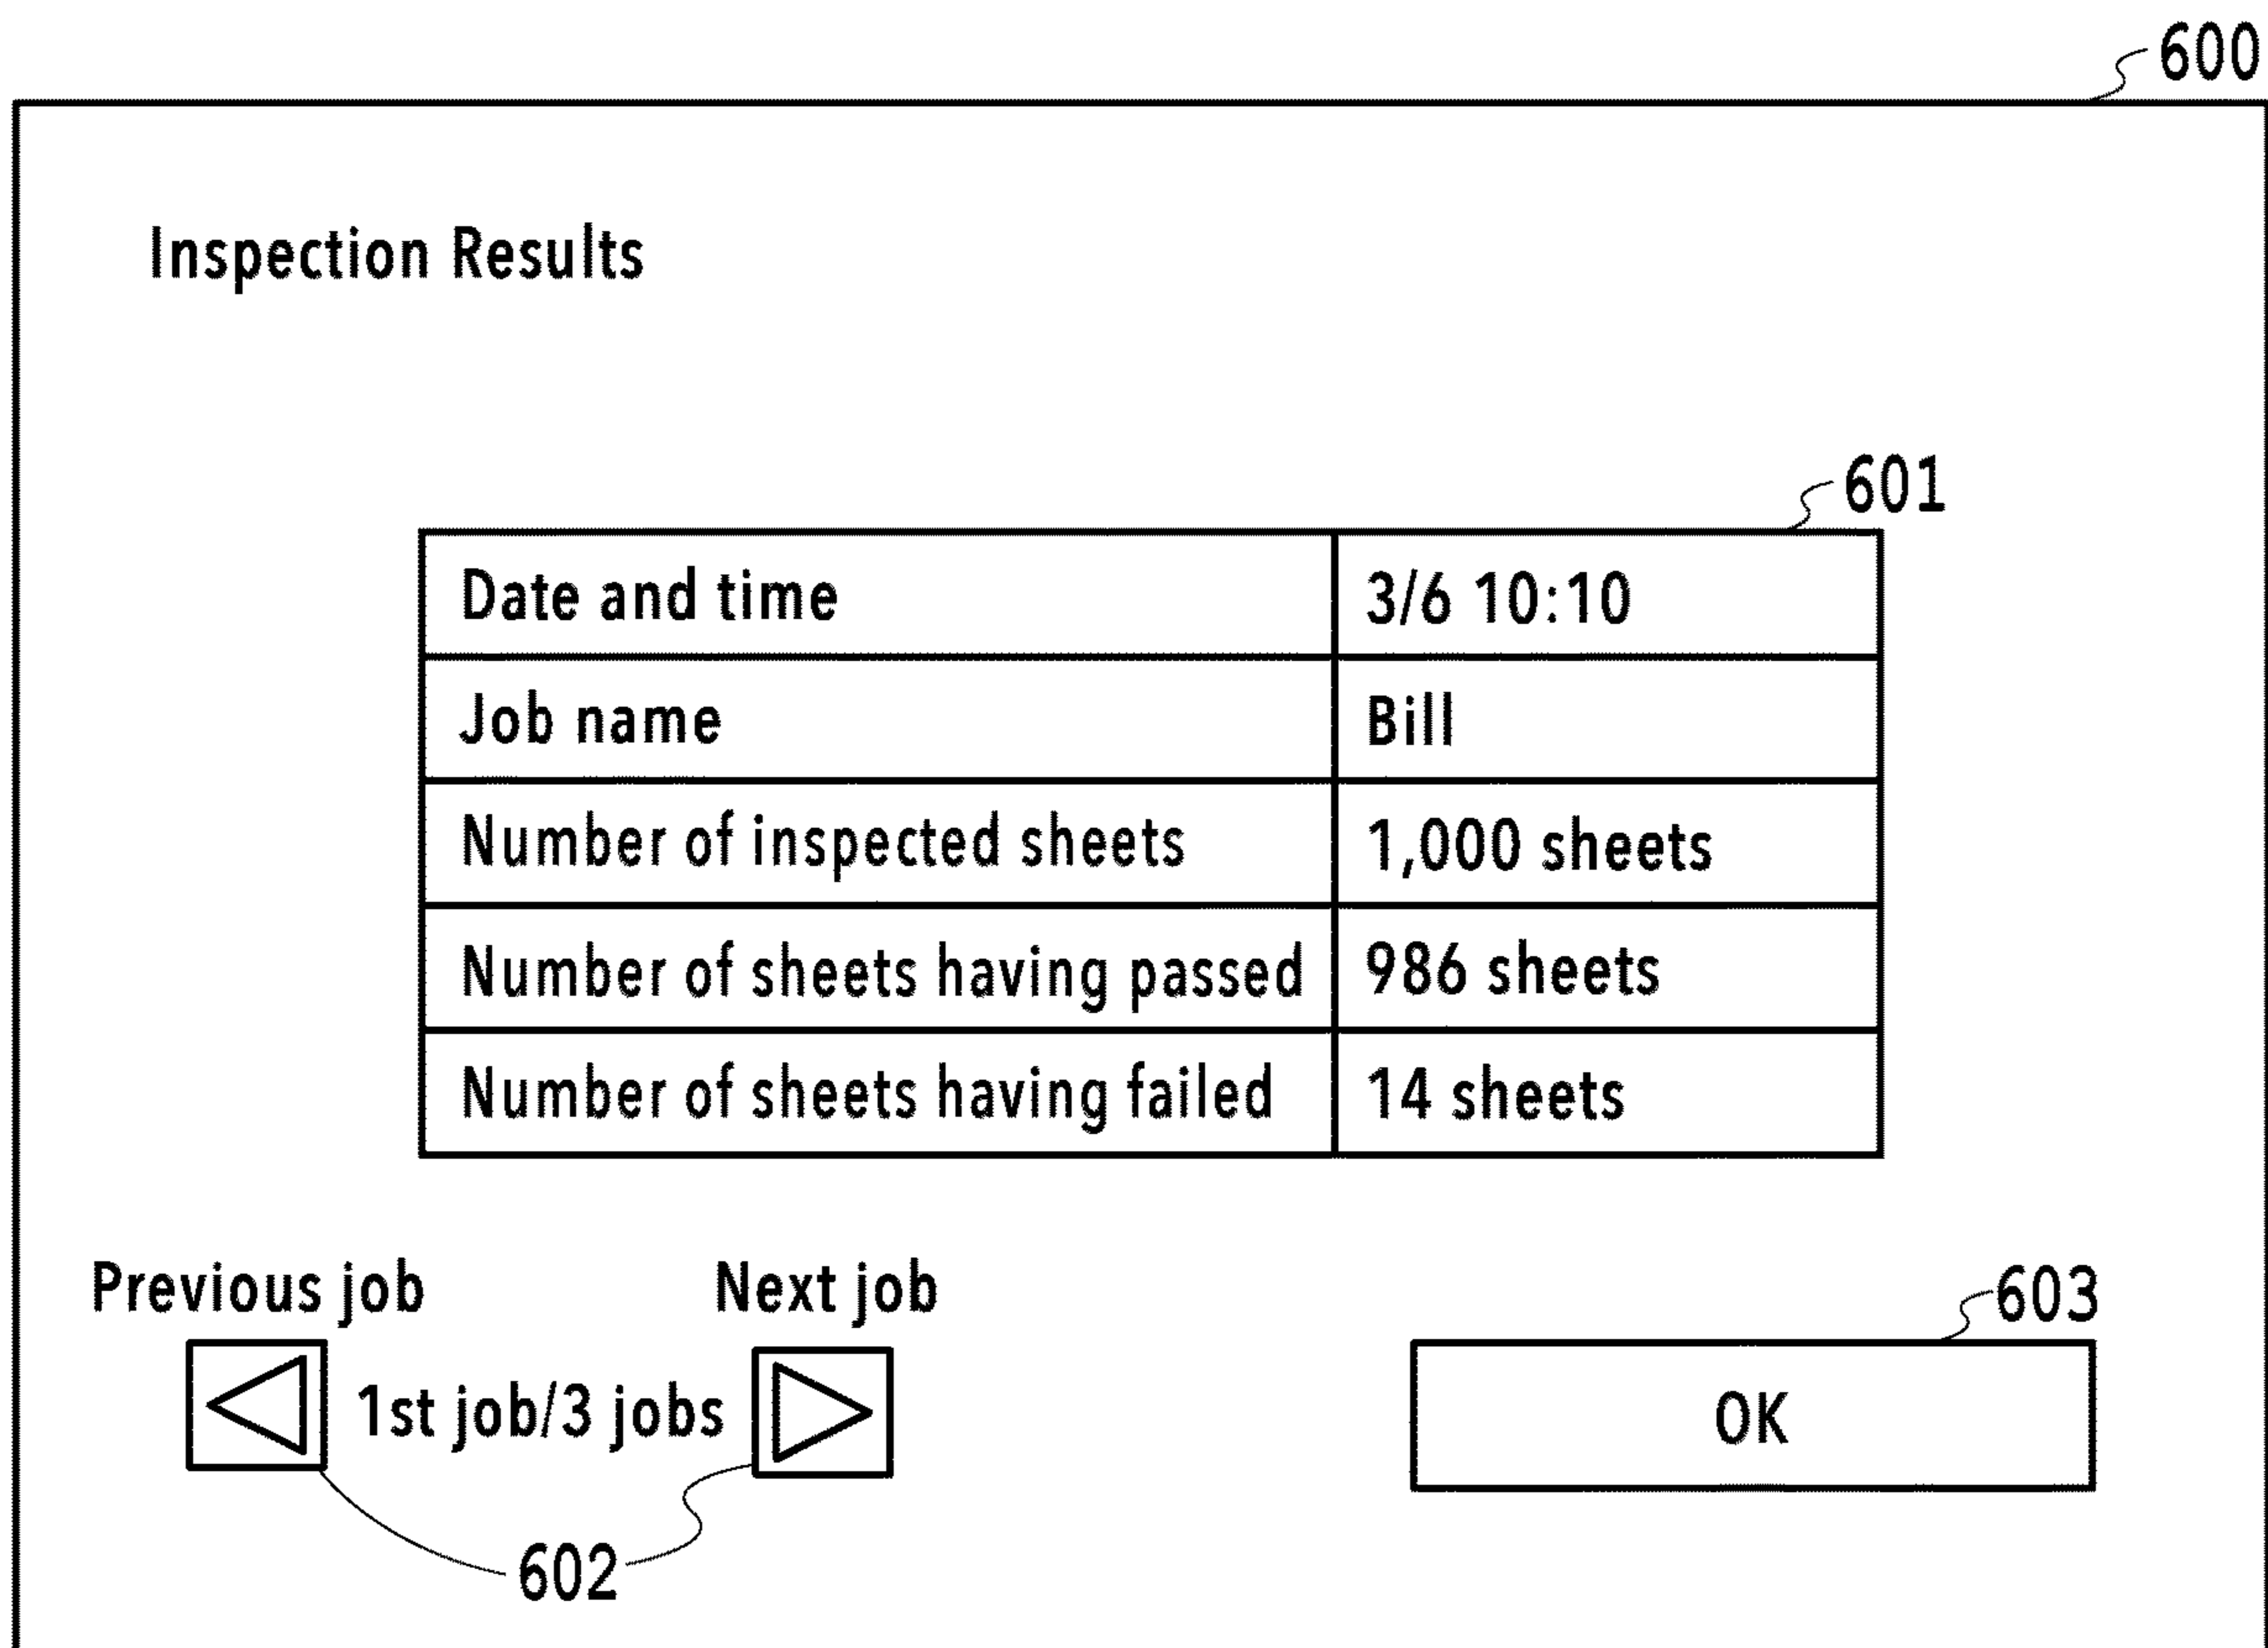 600
Inspection Results
601
Date and time 3/6 10:10
Job name Bill
Number of inspected sheets 1,000 sheets
Number of sheets having passed 986 sheets
Number of sheets having failed 14 sheets
Previous job Next job
603
1st job/3 jobs
OK
602